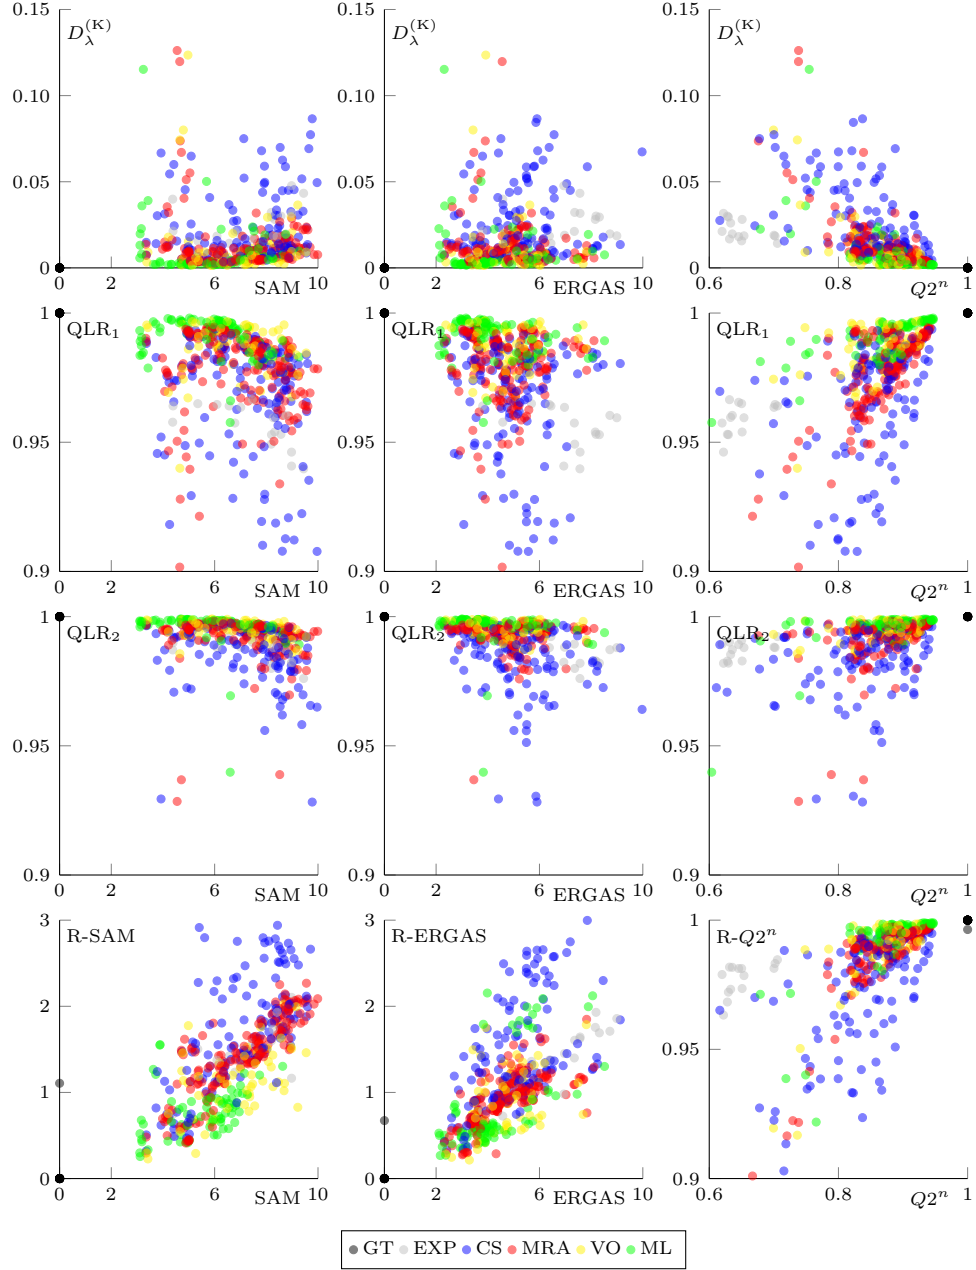 D_λ^(K) D_λ^(K) D_λ^(K)
0.15 0.15 0.15
0.10 0.10 0.10
0.05 0.05 0.05
0 0 0
0 2 6 10 0 2 6 10 0.6 0.8 1
SAM ERGAS Q2^n
1 QLR_1 1 QLR_1 1 QLR_1
0.95 0.95 0.95
0.9 0.9 0.9
0 2 6 10 0 2 6 10 0.6 0.8 1
SAM ERGAS Q2^n
1 QLR_2 1 QLR_2 1 QLR_2
0.95 0.95 0.95
0.9 0.9 0.9
0 2 6 10 0 2 6 10 0.6 0.8 1
SAM ERGAS Q2^n
3 R-SAM 3 R-ERGAS 1 R-Q2^n
2 2 0.95
1 1
0 0 0.9
0 2 6 10 0 2 6 10 0.6 0.8 1
SAM ERGAS Q2^n
GT EXP CS MRA VO ML